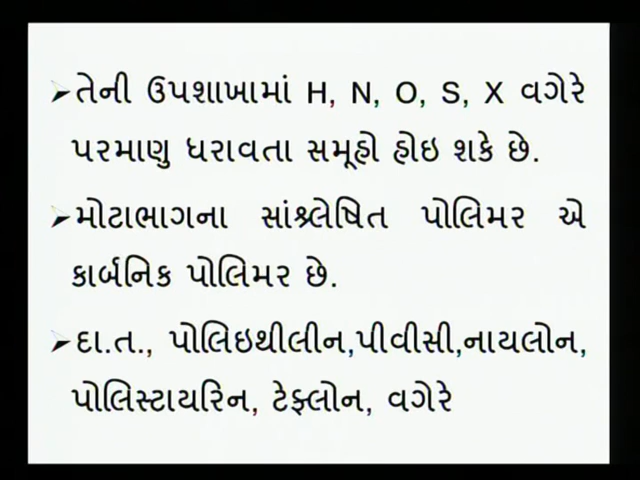 ➢તેની ઉપશાખામાં H, N, O, S, X વગેરે
પરમાણુ ધરાવતા સમૂહો હોઇ શકે છે.
➢મોટાભાગના સાંશ્લેષિત પોલિમર એ
કાર્બનિક પોલિમર છે.
➢દા.ત., પોલિઇથીલીન,પીવીસી,નાયલોન,
પોલિસ્ટાયરિન, ટેફ્લોન, વગેરે